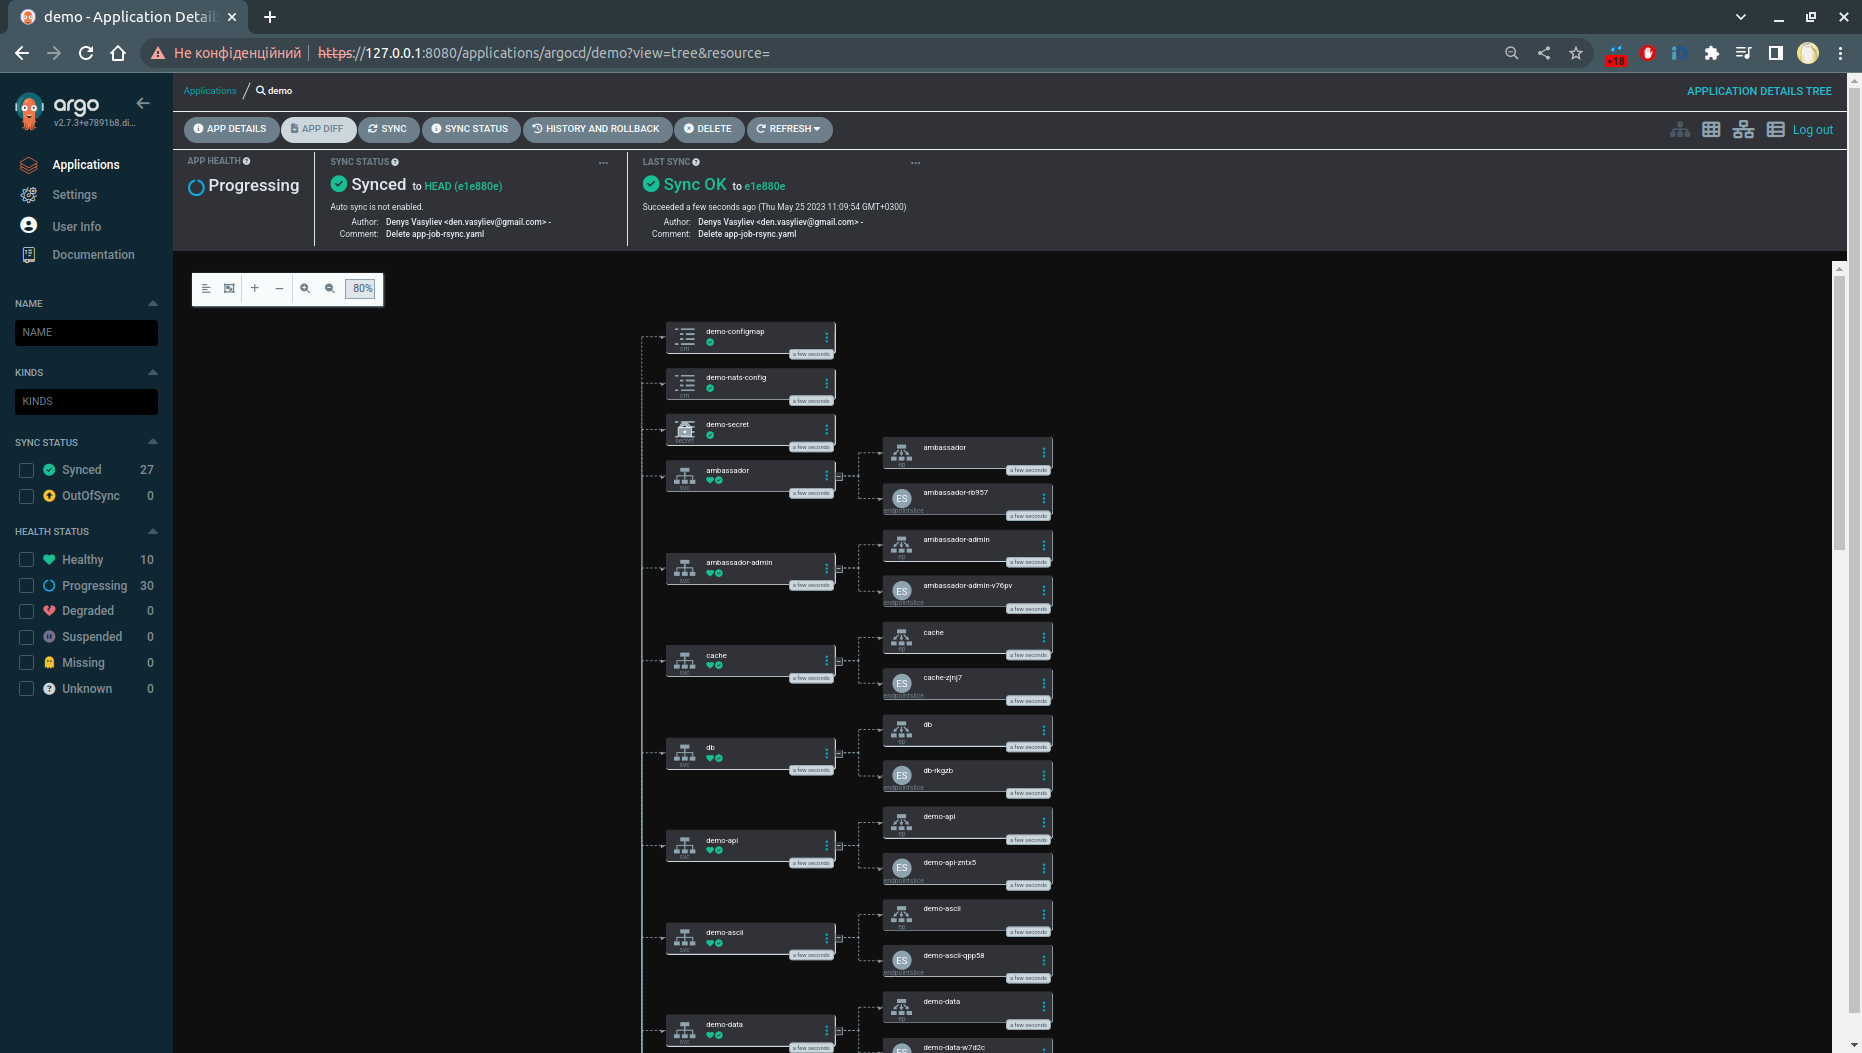 demo - Application Detail
Не конфіденційний
https://127.0.0.1:8080/applications/argocd/demo?view=tree&resource=
+18
argo
v2.7.3+e7891b8.di...
Applications
Settings
User Info
Documentation
NAME
NAME
KINDS
KINDS
SYNC STATUS
Synced 27
OutOfSync 0
HEALTH STATUS
Healthy 10
Progressing 30
Degraded 0
Suspended 0
Missing 0
Unknown 0
Applications / demo
APPLICATION DETAILS TREE
APP DETAILS
APP DIFF
SYNC
SYNC STATUS
HISTORY AND ROLLBACK
DELETE
REFRESH
Log out
APP HEALTH
Progressing
SYNC STATUS
Synced to HEAD (e1e880e)
Auto sync is not enabled.
Author: Denys Vasyliev <den.vasyliev@gmail.com> -
Comment: Delete app-job-rsync.yaml
LAST SYNC
Sync OK to e1e880e
Succeeded a few seconds ago (Thu May 25 2023 11:09:54 GMT+0300)
Author: Denys Vasyliev <den.vasyliev@gmail.com> -
Comment: Delete app-job-rsync.yaml
80%
demo-configmap
cm
a few seconds
demo-nats-config
cm
a few seconds
demo-secret
secret
a few seconds
ambassador
svc
a few seconds
ambassador
ep
a few seconds
ES
ambassador-rb957
endpointslice
a few seconds
ambassador-admin
svc
a few seconds
ambassador-admin
ep
a few seconds
ES
ambassador-admin-v76pv
endpointslice
a few seconds
cache
svc
a few seconds
cache
ep
a few seconds
ES
cache-zjnj7
endpointslice
a few seconds
db
svc
a few seconds
db
ep
a few seconds
ES
db-rkgzb
endpointslice
a few seconds
demo-api
svc
a few seconds
demo-api
ep
a few seconds
ES
demo-api-zntx5
endpointslice
a few seconds
demo-ascii
svc
a few seconds
demo-ascii
ep
a few seconds
ES
demo-ascii-qpp58
endpointslice
a few seconds
demo-data
svc
a few seconds
demo-data
ep
a few seconds
ES
demo-data-w7d2c